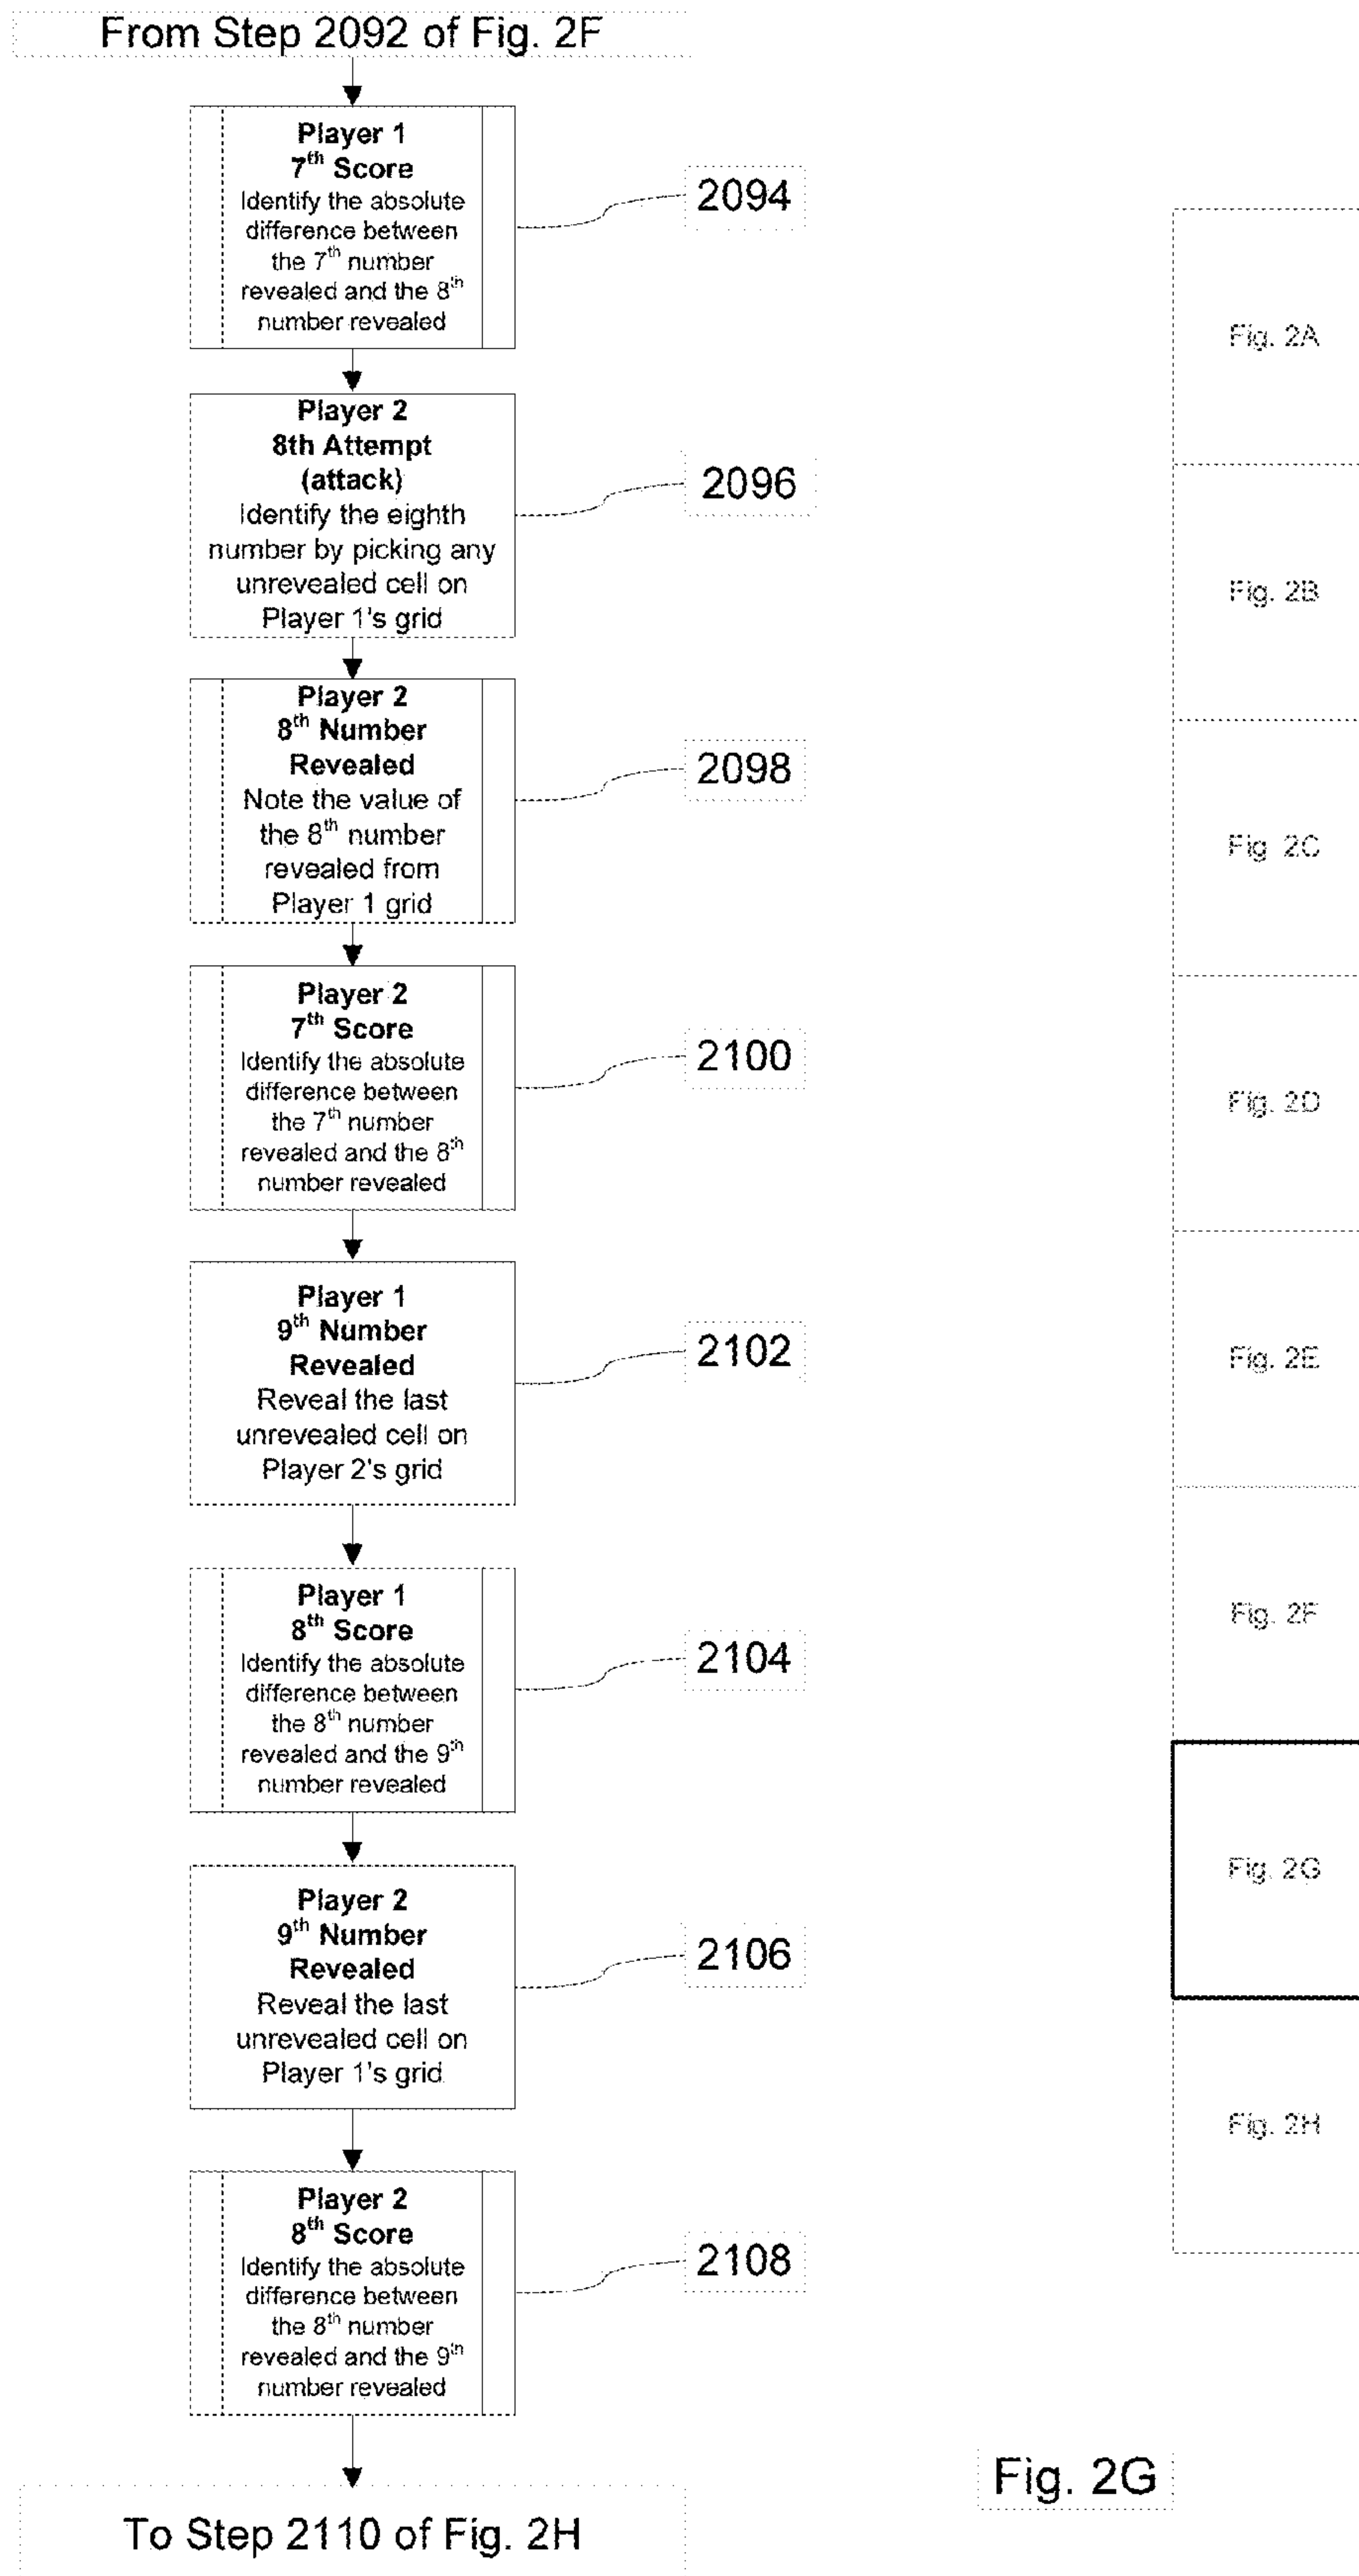 From Step 2092 of Fig. 2F
Player 1
7th Score
Identify the absolute
difference between
the 7th number
revealed and the 8th
number revealed
2094
Player 2
8th Attempt
(attack)
Identify the eighth
number by picking any
unrevealed cell on
Player 1's grid
2096
Player 2
8th Number
Revealed
Note the value of
the 8th number
revealed from
Player 1 grid
2098
Player 2
7th Score
Identify the absolute
difference between
the 7th number
revealed and the 8th
number revealed
2100
Player 1
9th Number
Revealed
Reveal the last
unrevealed cell on
Player 2's grid
2102
Player 1
8th Score
Identify the absolute
difference between
the 8th number
revealed and the 9th
number revealed
2104
Player 2
9th Number
Revealed
Reveal the last
unrevealed cell on
Player 1's grid
2106
Player 2
8th Score
Identify the absolute
difference between
the 8th number
revealed and the 9th
number revealed
2108
To Step 2110 of Fig. 2H
Fig. 2A
Fig. 2B
Fig 2C
Fig. 2D
Fig. 2E
Fig. 2F
Fig. 2G
Fig. 2H
Fig. 2G